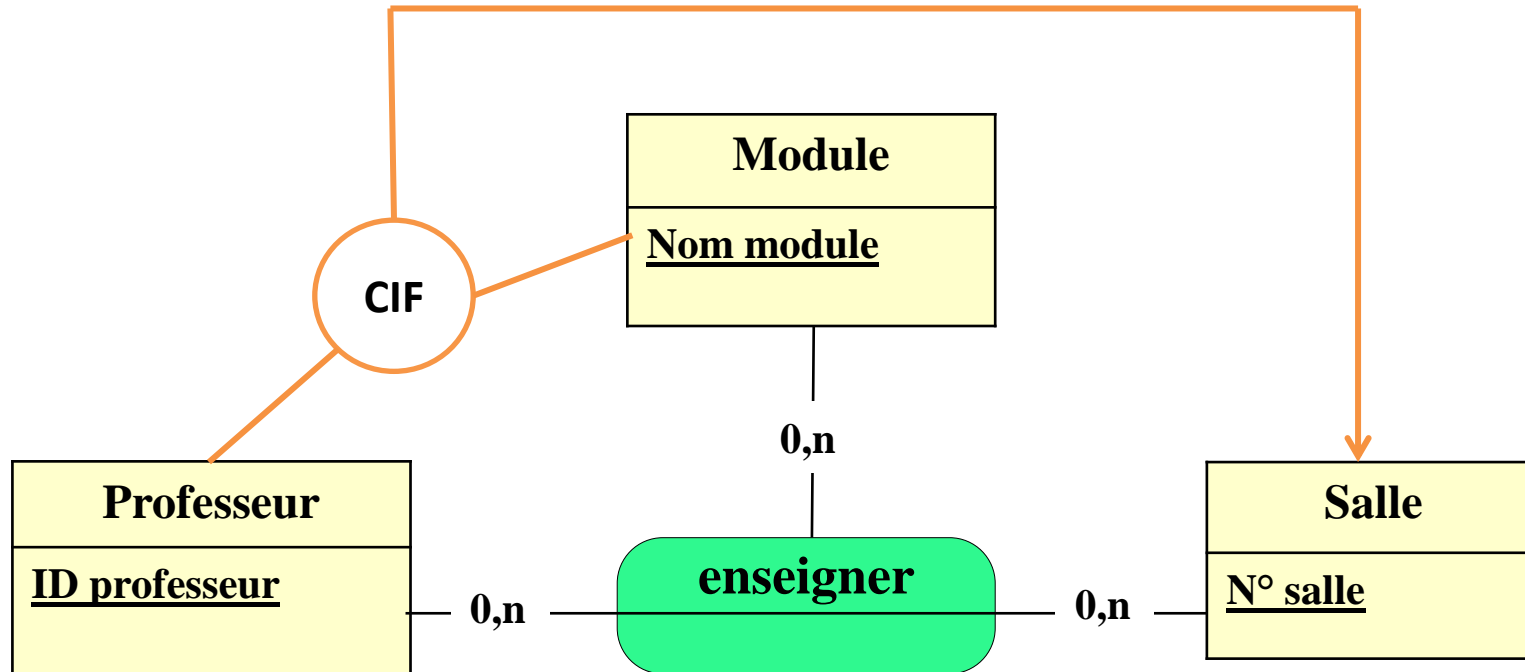 Module
Nom module
CIF
0,n
Professeur
ID professeur
0,n
enseigner
0,n
Salle
N° salle